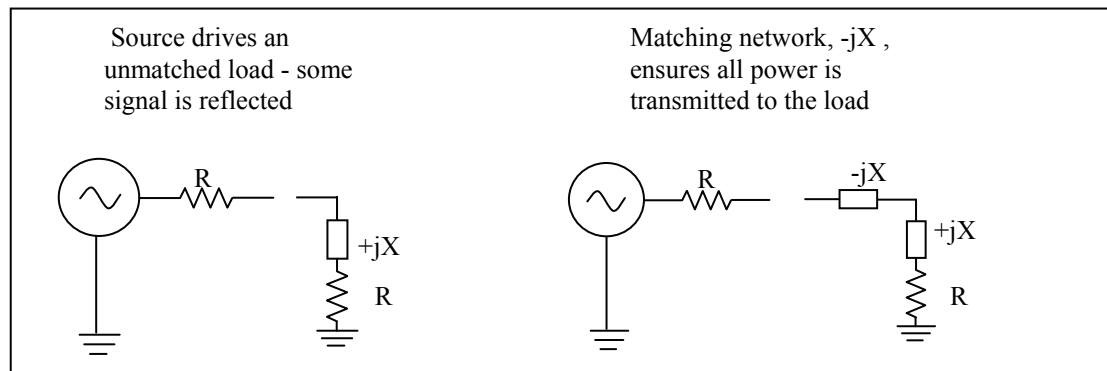 Source drives an
unmatched load - some
signal is reflected
R
+jX
R
Matching network, -jX ,
ensures all power is
transmitted to the load
R
-jX
+jX
R